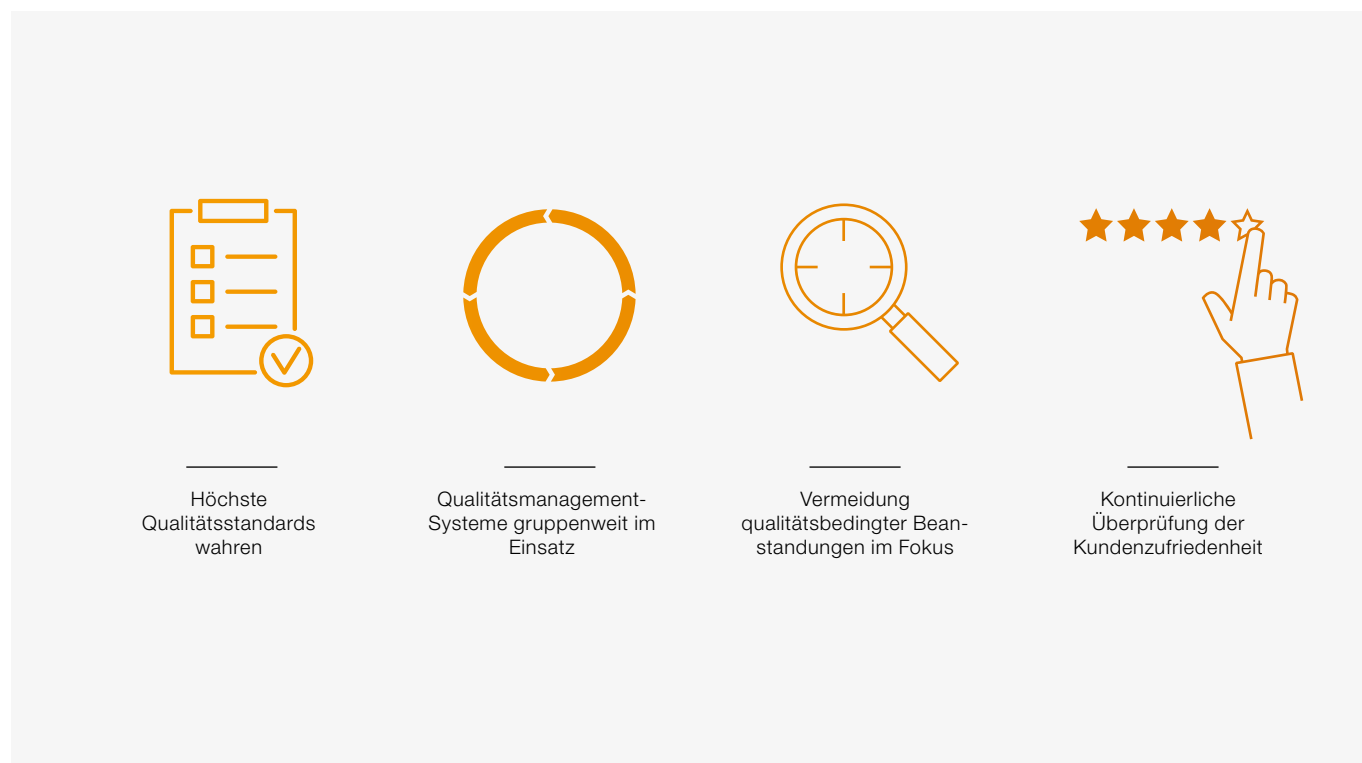 Höchste
Qualitätsstandards
wahren
Qualitätsmanagement-
Systeme gruppenweit im
Einsatz
Vermeidung
qualitätsbedingter Bean-
standungen im Fokus
Kontinuierliche
Überprüfung der
Kundenzufriedenheit